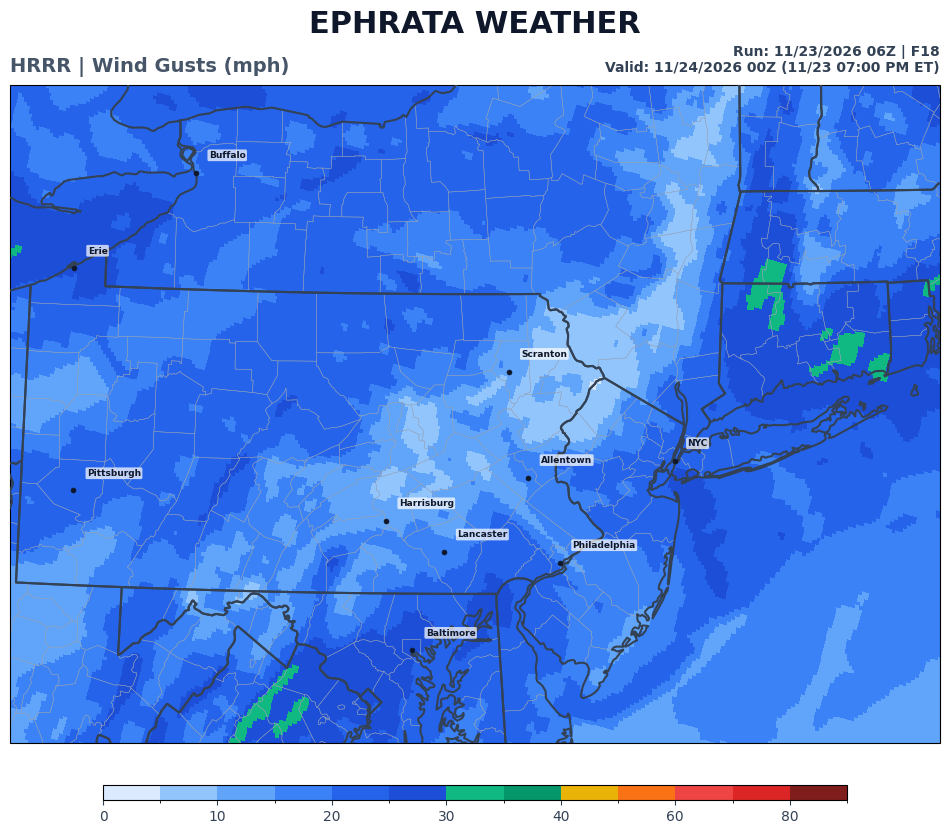 EPHRATA WEATHER
HRRR | Wind Gusts (mph)
Run: 11/23/2026 06Z | F18
Valid: 11/24/2026 00Z (11/23 07:00 PM ET)
Buffalo
Erie
Scranton
NYC
Allentown
Pittsburgh
Harrisburg
Lancaster
Philadelphia
Baltimore
0 10 20 30 40 50 60 70 80